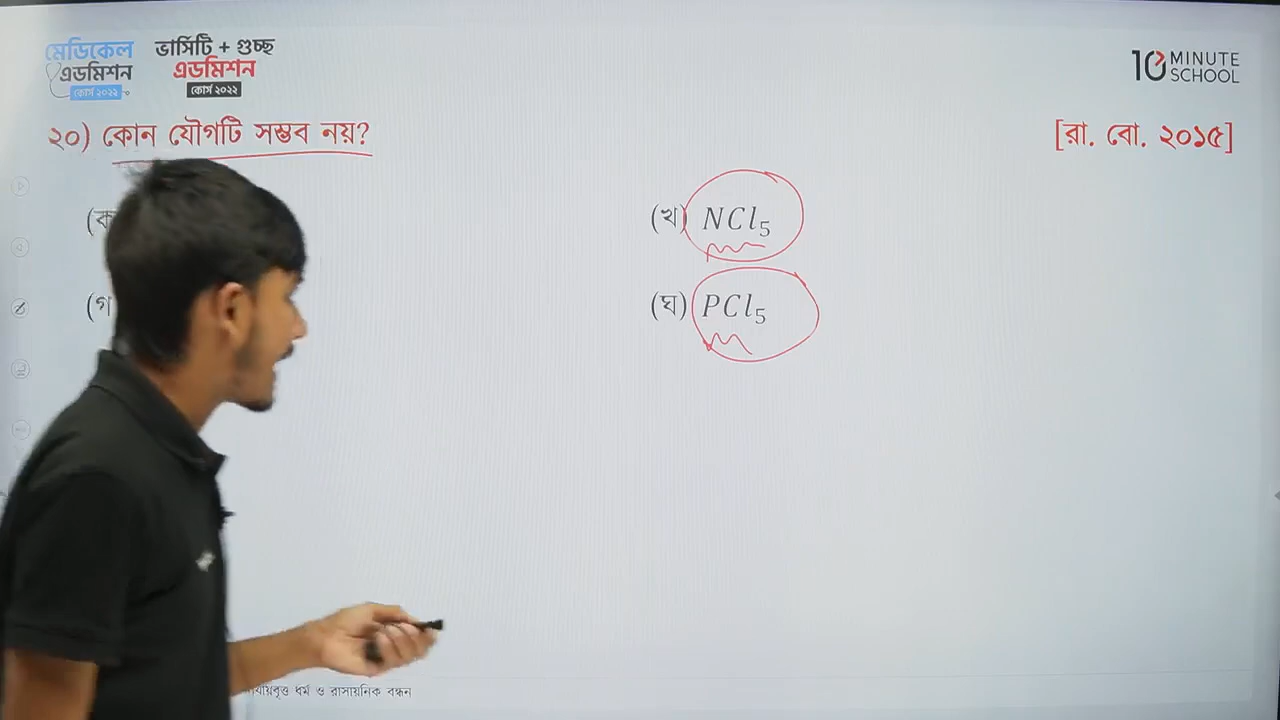 মেডিকেল
এডমিশন
কোর্স ২০২২
ভার্সিটি + গুচ্ছ
এডমিশন
কোর্স ২০২২
10 MINUTE SCHOOL
২০) কোন যৌগটি সম্ভব নয়?
[রা. বো. ২০১৫]
(ক
(খ) NCl₅
(গ
(ঘ) PCl₅
ধর্ম ও রাসায়নিক বন্ধন